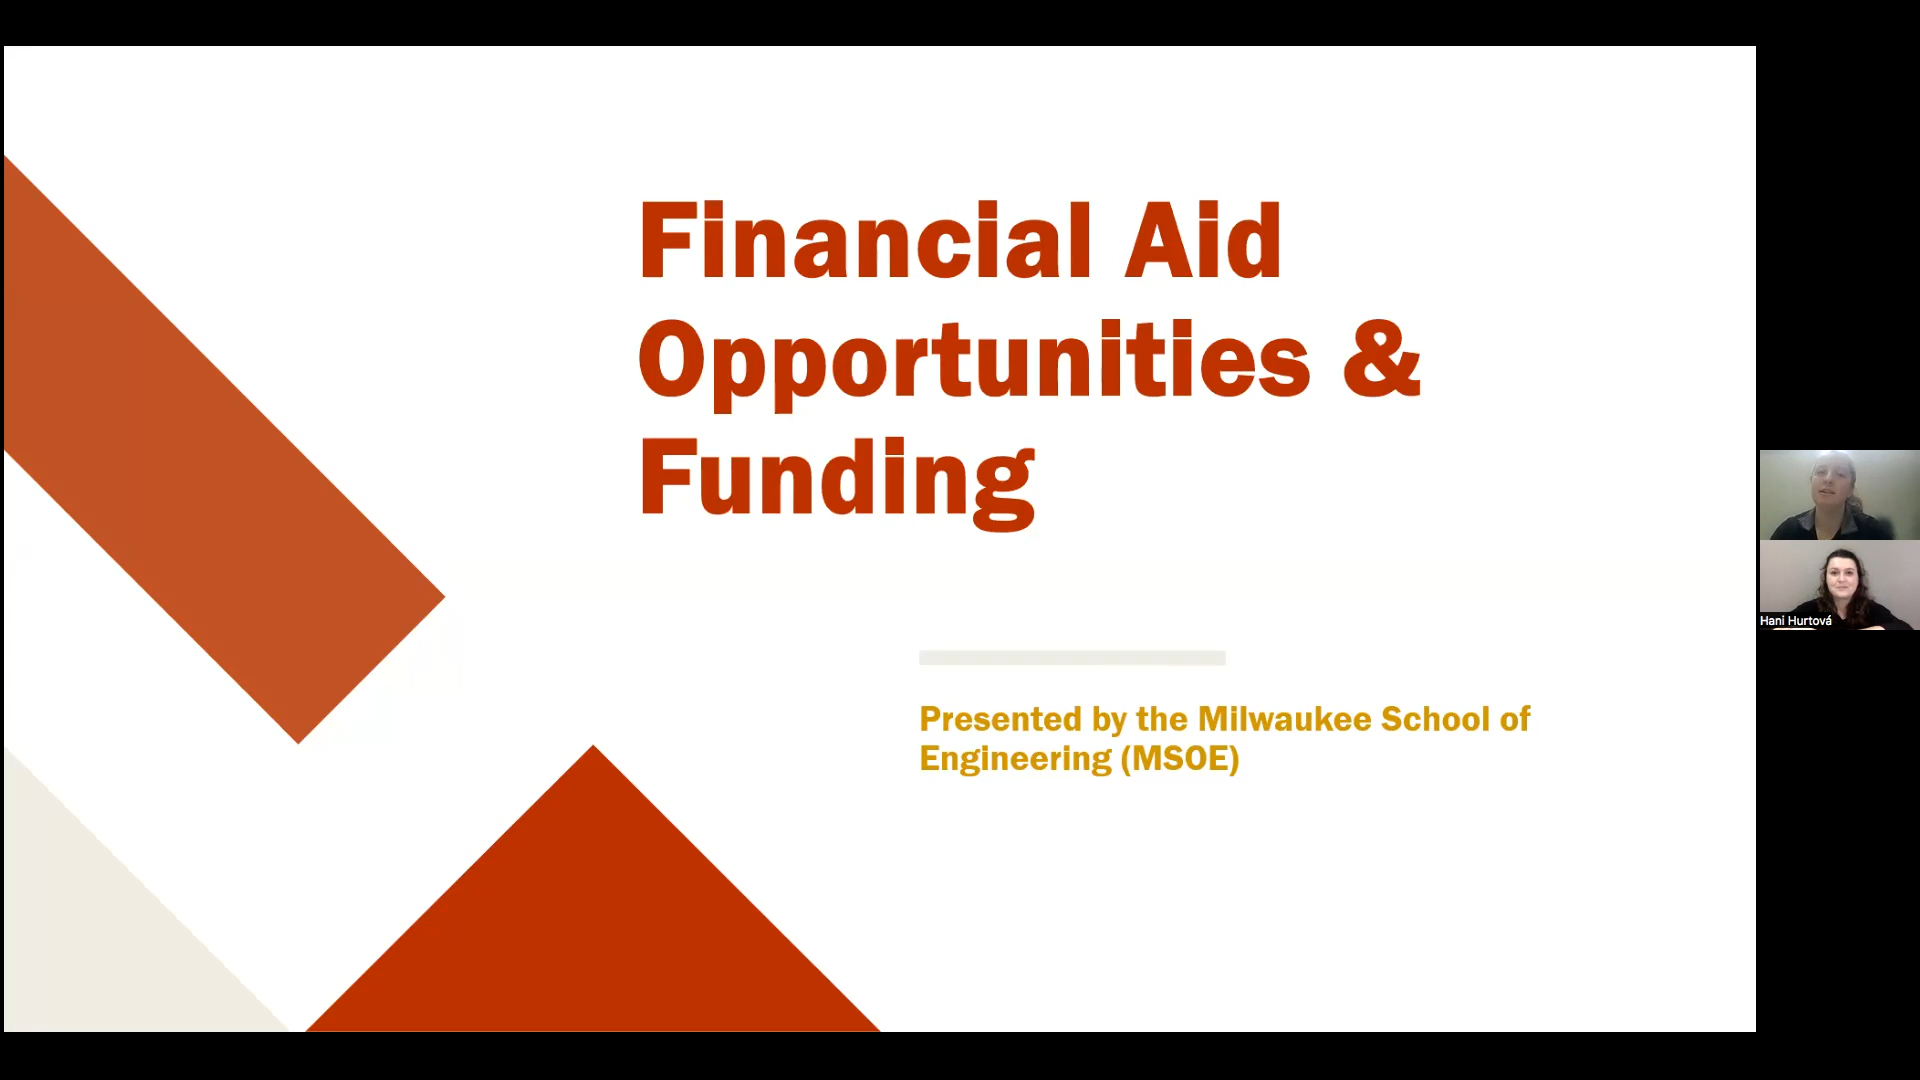 Financial Aid
Opportunities &
Funding
Presented by the Milwaukee School of
Engineering (MSOE)
Hani Hurtová